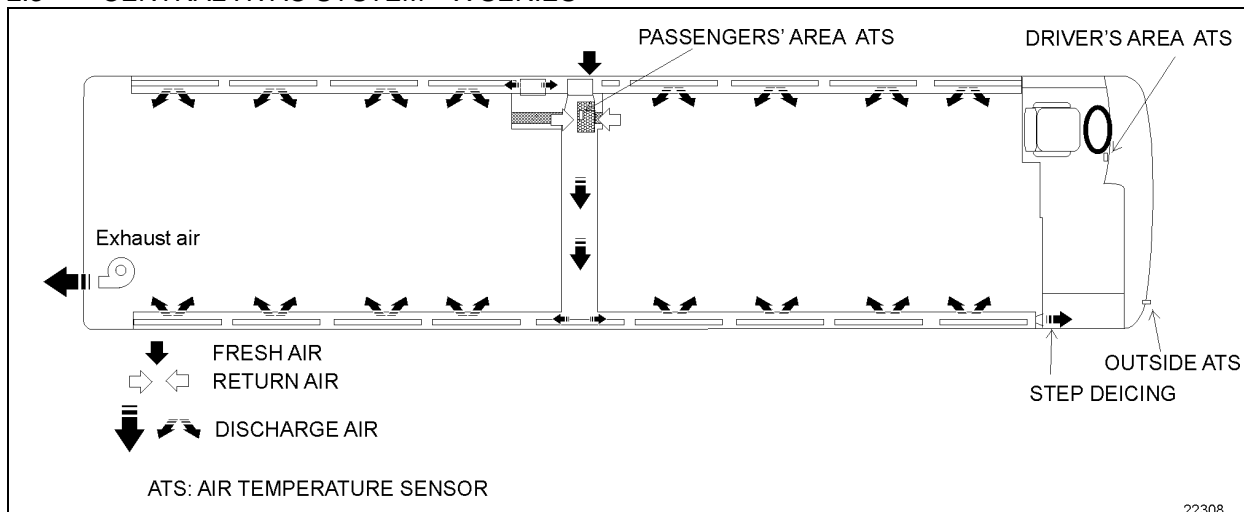 PASSENGERS' AREA ATS
DRIVER'S AREA ATS
Exhaust air
FRESH AIR
RETURN AIR
OUTSIDE ATS
STEP DEICING
DISCHARGE AIR
ATS: AIR TEMPERATURE SENSOR
22308